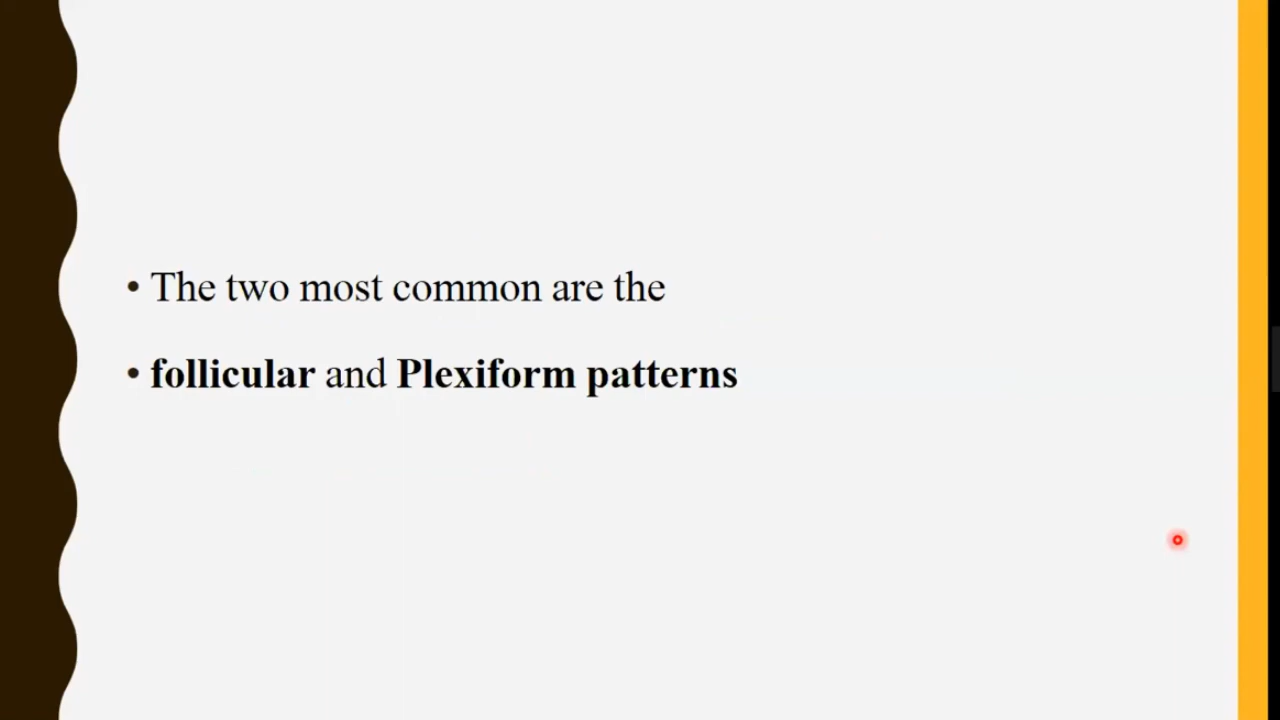 • The two most common are the
• follicular and Plexiform patterns